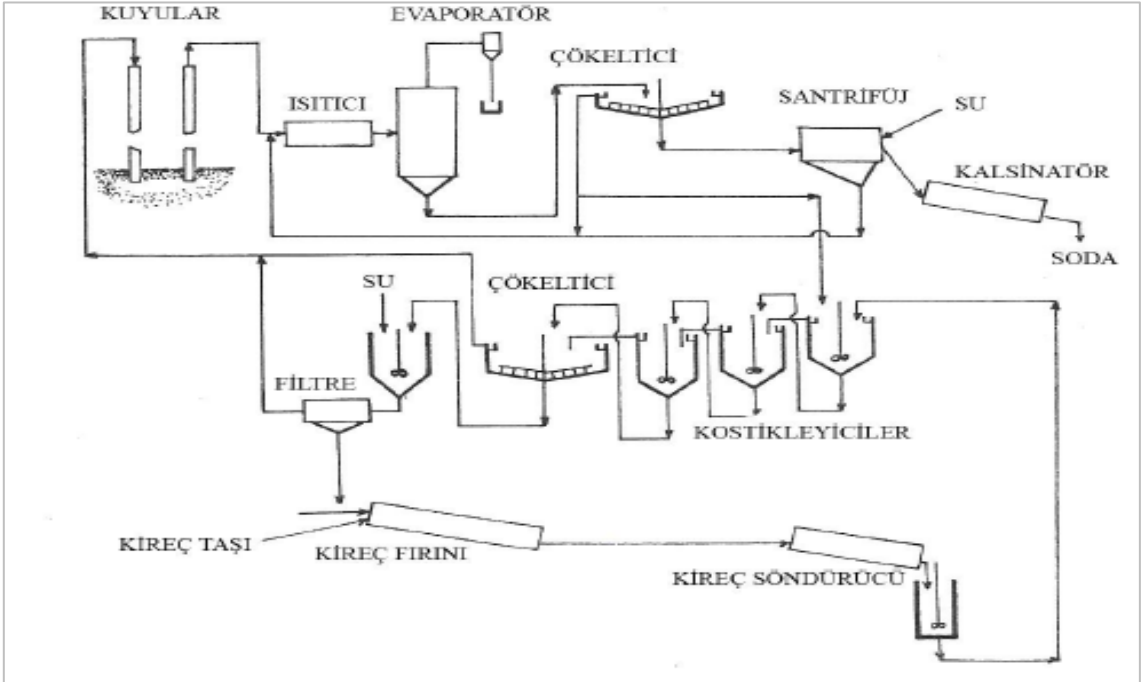 KUYULAR
EVAPORATÖR
ÇÖKELTİCİ
ISITICI
SANTRİFÜJ
SU
KALSİNATÖR
SODA
SU
ÇÖKELTİCİ
FİLTRE
KOSTİKLEYİCİLER
KİREÇ TAŞI
KİREÇ FIRINI
KİREÇ SÖNDÜRÜCÜ